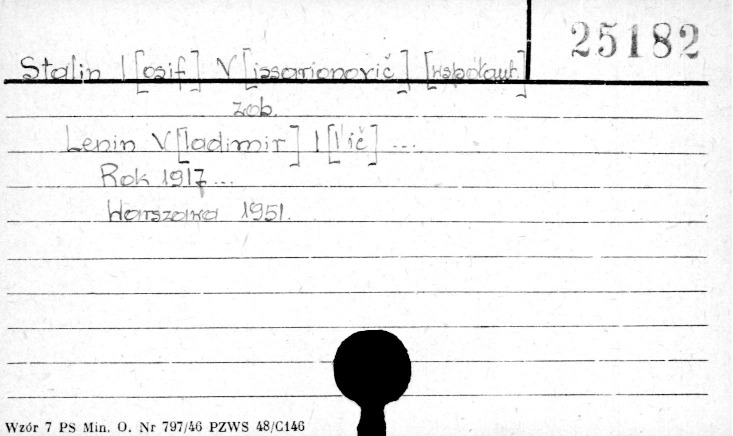 25182
Stalin I[osif] V[issarionovič] [współaut.]
zob.
Lenin V[ladimir] I[l'ič] ...
Rok 1917...
Warszawa 1951.
Wzór 7 PS Min. O. Nr 797/46 PZWS 48/C146